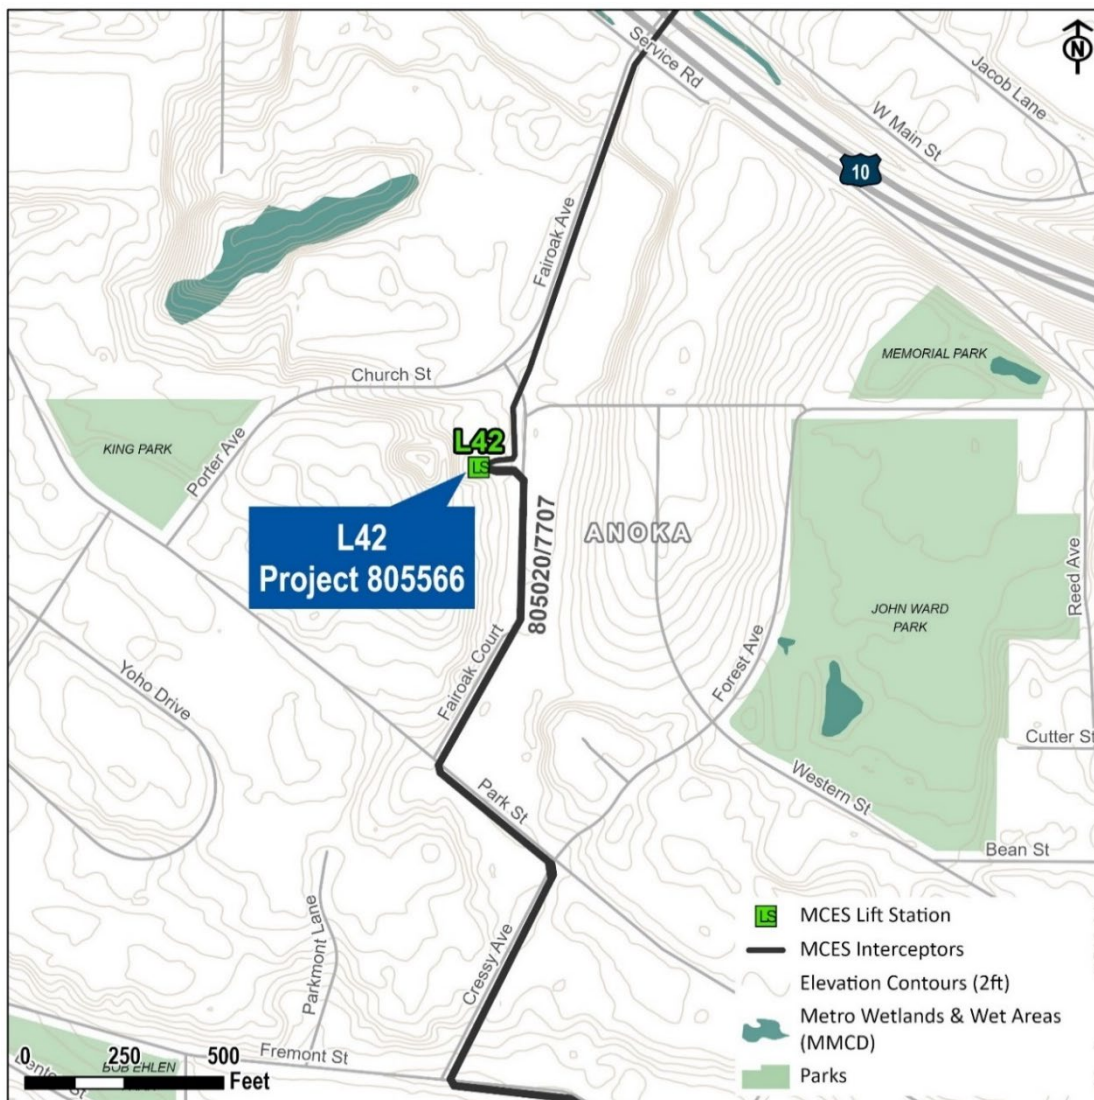 N
Service Rd
Jacob Lane
W Main St
10
Fairoak Ave
MEMORIAL PARK
Church St
KING PARK
Porter Ave
L42
LS
L42
Project 805566
805020/7707
ANOKA
JOHN WARD
PARK
Reed Ave
Forest Ave
Fairoak Court
Yoho Drive
Cutter St
Western St
Park St
Bean St
Parkmont Lane
Cressy Ave
Fremont St
BOB EHLEN
0 250 500
Feet
LS MCES Lift Station
MCES Interceptors
Elevation Contours (2ft)
Metro Wetlands & Wet Areas
(MMCD)
Parks